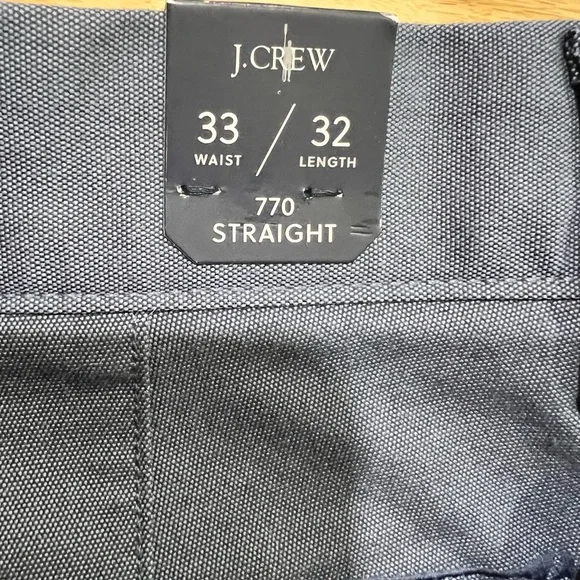 J.CREW
33 / 32
WAIST LENGTH
770
STRAIGHT